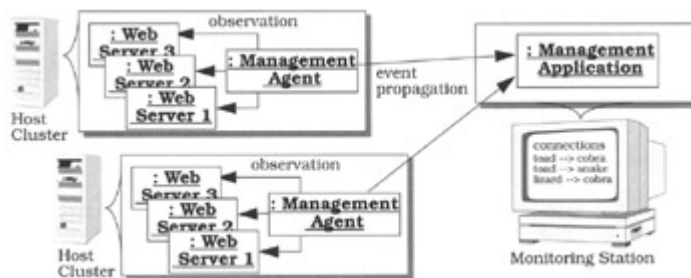 observation
: Web
Server 3
: Web
Server 2
: Web
Server 1
: Management
Agent
Host
Cluster
event
propagation
: Management
Application
connections
toad --> cobra
toad --> snake
lizard --> cobra
Monitoring Station
observation
: Web
Server 3
: Web
Server 2
: Web
Server 1
: Management
Agent
Host
Cluster